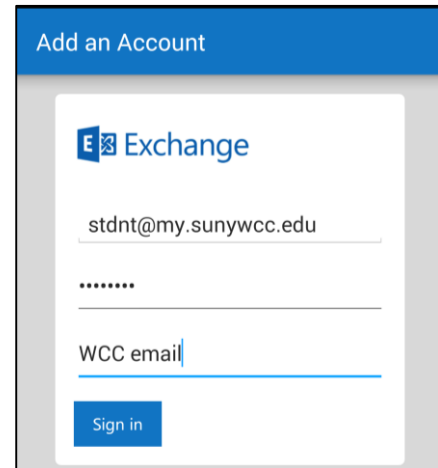 Add an Account
E Exchange
stdnt@my.sunywcc.edu
••••••••
WCC email
Sign in